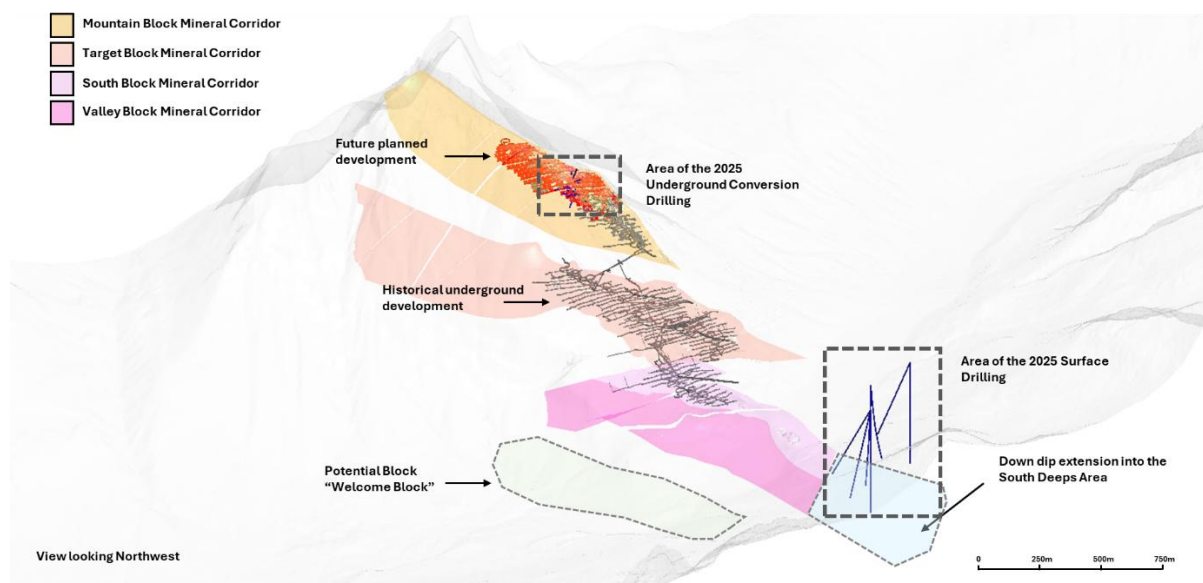 Mountain Block Mineral Corridor
Target Block Mineral Corridor
South Block Mineral Corridor
Valley Block Mineral Corridor
Future planned
development
Area of the 2025
Underground Conversion
Drilling
Historical underground
development
Area of the 2025 Surface
Drilling
Potential Block
“Welcome Block”
Down dip extension into the
South Deeps Area
View looking Northwest
0 250m 500m 750m